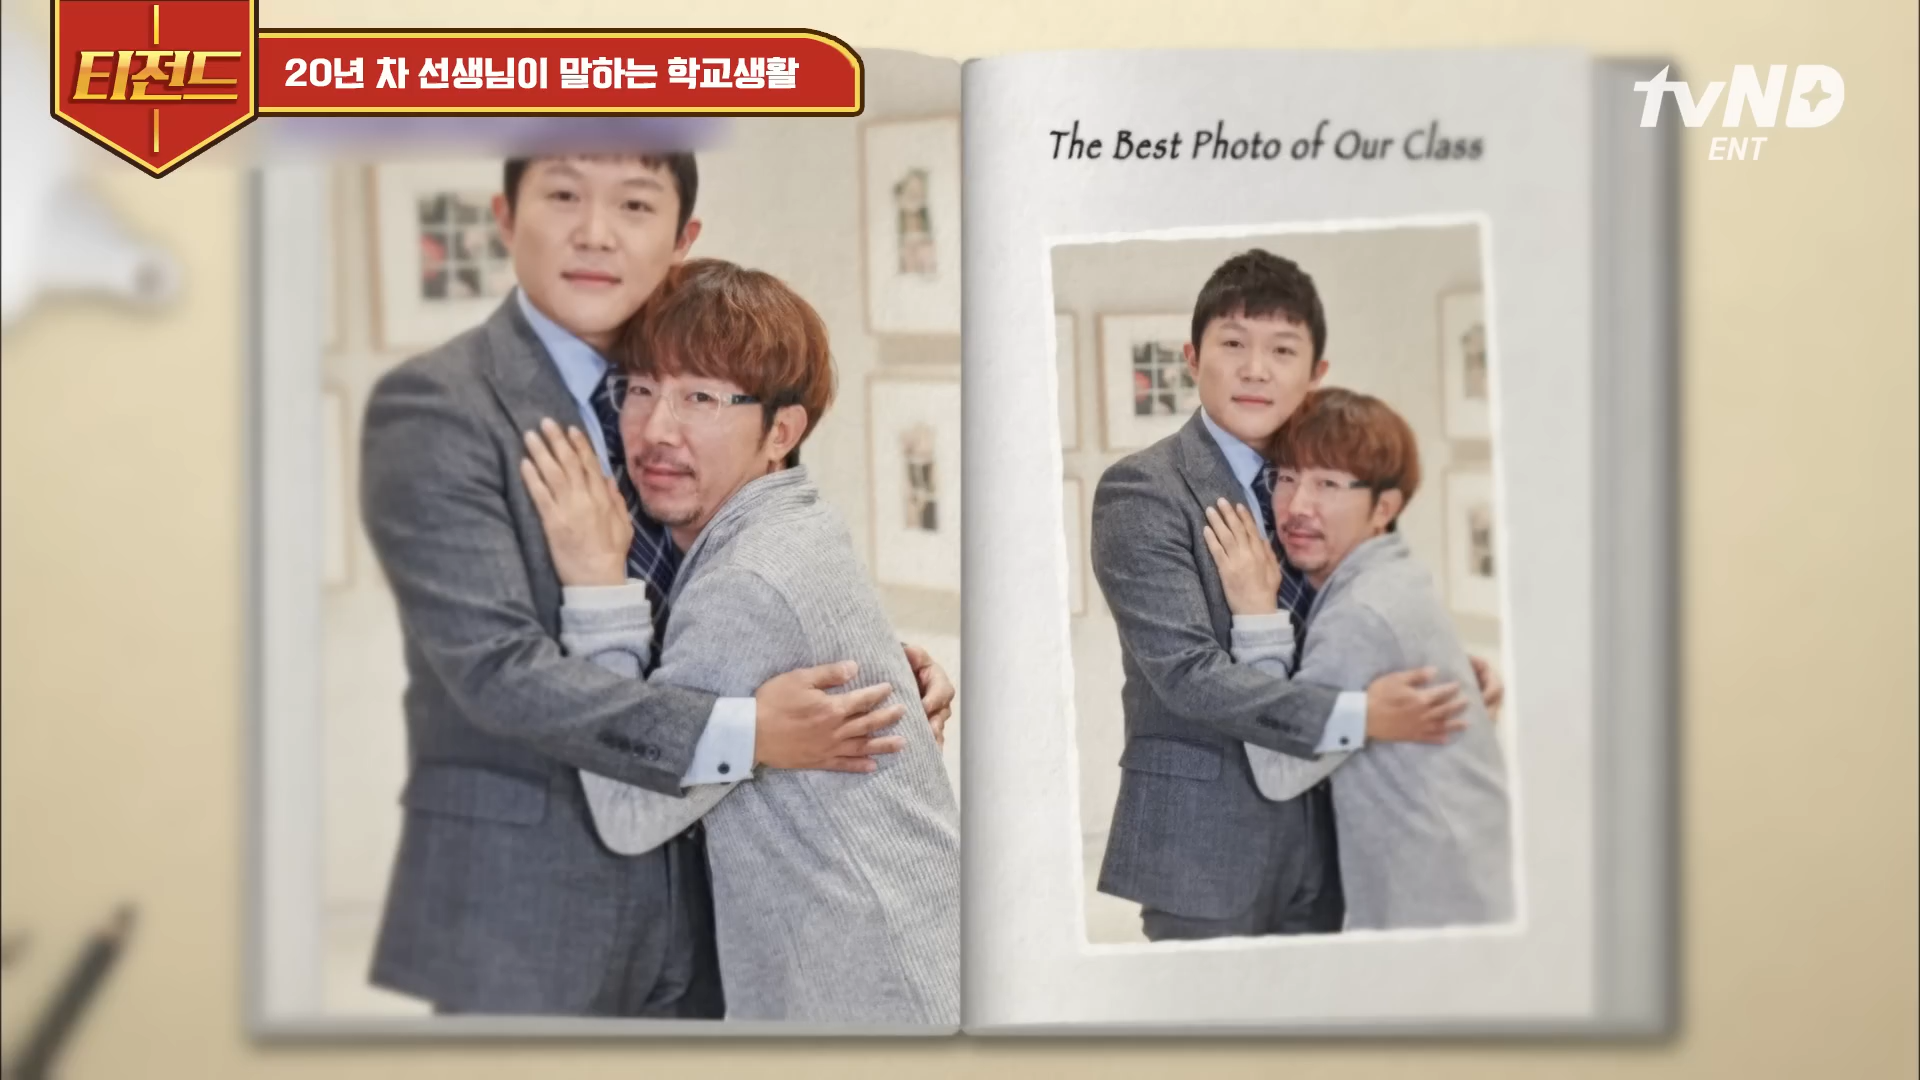 티전드
20년 차 선생님이 말하는 학교생활
tvND
ENT
The Best Photo of Our Class